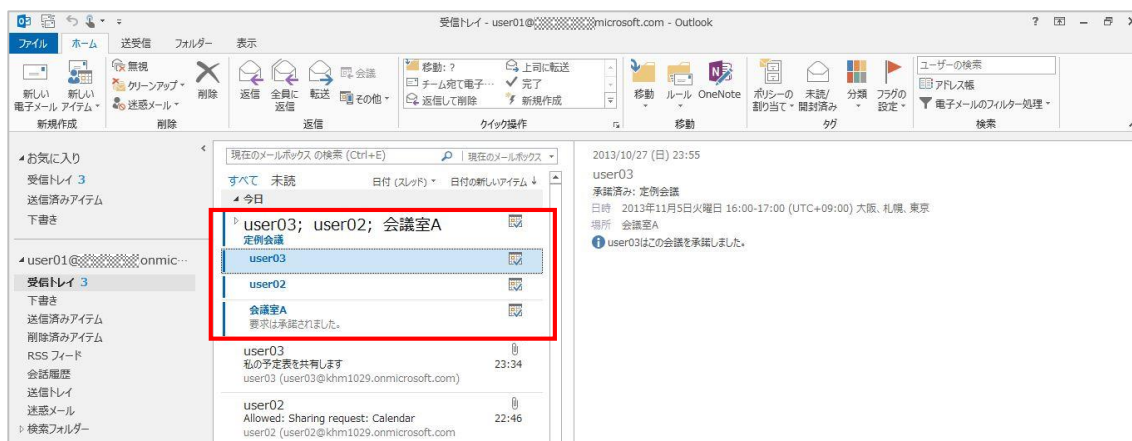 受信トレイ - user01@microsoft.com - Outlook
ファイル ホーム 送受信 フォルダー 表示
新しい 電子メール
新しい アイテム
新規作成
無視
クリーンアップ
迷惑メール
削除
削除
返信
全員に 返信
転送
会議
その他
返信
移動: ?
チーム宛て電子…
返信して削除
上司に転送
完了
新規作成
クイック操作
移動
ルール
OneNote
移動
ポリシーの 割り当て
未読/ 開封済み
分類
フラグの 設定
タグ
ユーザーの検索
アドレス帳
電子メールのフィルター処理
検索
お気に入り
受信トレイ 3
送信済みアイテム
下書き
user01@onmic…
受信トレイ 3
下書き
送信済みアイテム
削除済みアイテム
RSS フィード
会話履歴
送信トレイ
迷惑メール
検索フォルダー
現在のメールボックス の検索 (Ctrl+E) 現在のメールボックス
すべて 未読 日付 (スレッド) 日付の新しいアイテム ↓
今日
user03; user02; 会議室A
定例会議
user03
user02
会議室A
要求は承諾されました。
user03
私の予定表を共有します 23:34
user03 (user03@khm1029.onmicrosoft.com)
user02
Allowed: Sharing request: Calendar 22:46
user02 (user02@khm1029.onmicrosoft.com
2013/10/27 (日) 23:55
user03
承諾済み: 定例会議
日時 2013年11月5日火曜日 16:00-17:00 (UTC+09:00) 大阪、札幌、東京
場所 会議室A
user03はこの会議を承諾しました。